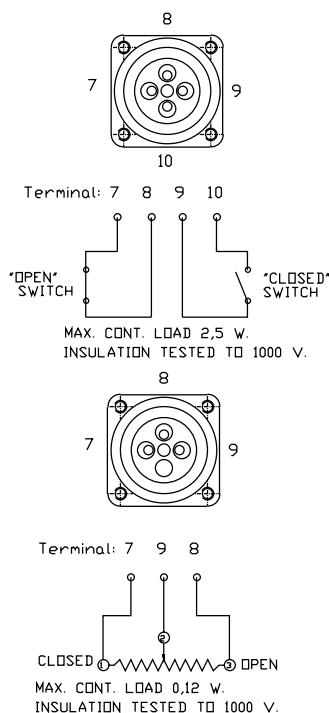 8
7 9
10
Terminal: 7 8 9 10
"OPEN" "CLOSED"
SWITCH SWITCH
MAX. CONT. LOAD 2,5 W.
INSULATION TESTED TO 1000 V.
8
7 9
Terminal: 7 9 8
2
CLOSED 1 3 OPEN
MAX. CONT. LOAD 0,12 W.
INSULATION TESTED TO 1000 V.